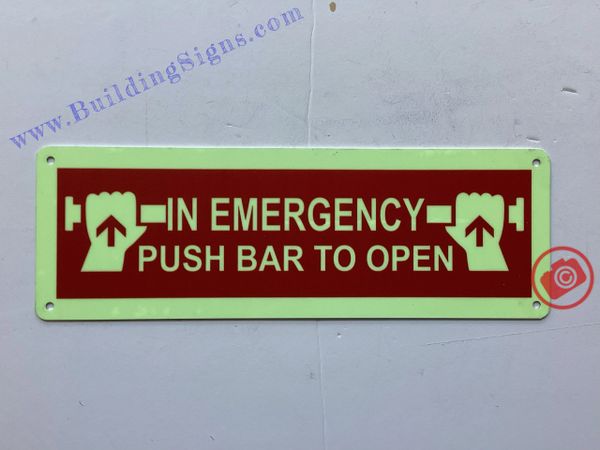 www.BuildingSigns.com
IN EMERGENCY
PUSH BAR TO OPEN